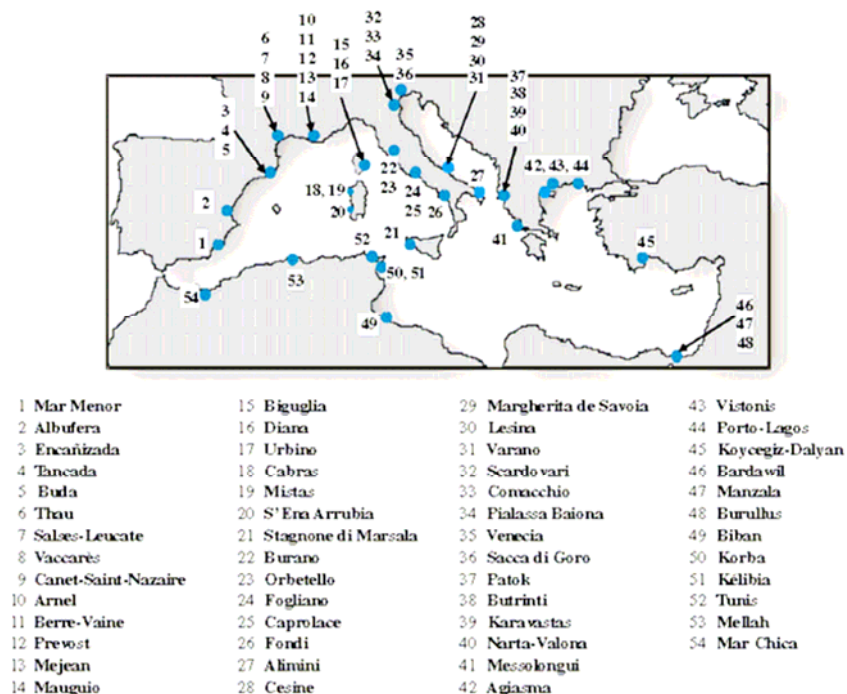 10
32
28
6
11
15
33
35
29
7
12
16
34
36
30
37
8
13
17
31
38
3
9
14
39
4
40
5
22
27
42, 43, 44
18, 19
23
24
2
20
25
26
21
41
1
52
45
53
50, 51
54
49
46
47
48
1 Mar Menor
2 Albufera
3 Encañizada
4 Tancada
5 Buda
6 Thau
7 Salses-Leucate
8 Vaccarès
9 Canet-Saint-Nazaire
10 Arnel
11 Berre-Vaine
12 Prevost
13 Mejean
14 Mauguio
15 Biguglia
16 Diana
17 Urbino
18 Cabras
19 Mistas
20 S'Ena Arrubia
21 Stagnone di Marsala
22 Burano
23 Orbetello
24 Fogliano
25 Caprolace
26 Fondi
27 Alimini
28 Cesine
29 Margherita de Savoia
30 Lesina
31 Varano
32 Scardovari
33 Comacchio
34 Pialassa Baiona
35 Venecia
36 Sacca di Goro
37 Patok
38 Butrinti
39 Karavastas
40 Narta-Valona
41 Messolongui
42 Agiasma
43 Vistonis
44 Porto-Lagos
45 Koycegiz-Dalyan
46 Bardawil
47 Manzala
48 Burullus
49 Biban
50 Korba
51 Kélibia
52 Tunis
53 Mellah
54 Mar Chica